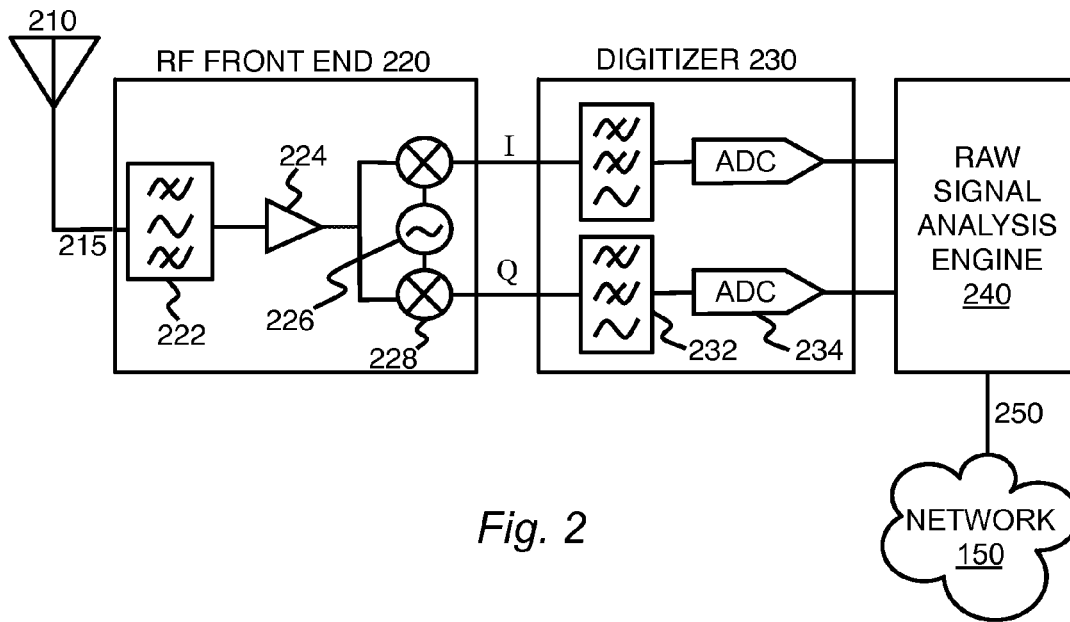 210
RF FRONT END 220
DIGITIZER 230
215
222
224
226
228
I
Q
ADC
ADC
232
234
RAW
SIGNAL
ANALYSIS
ENGINE
240
250
NETWORK
150
Fig. 2